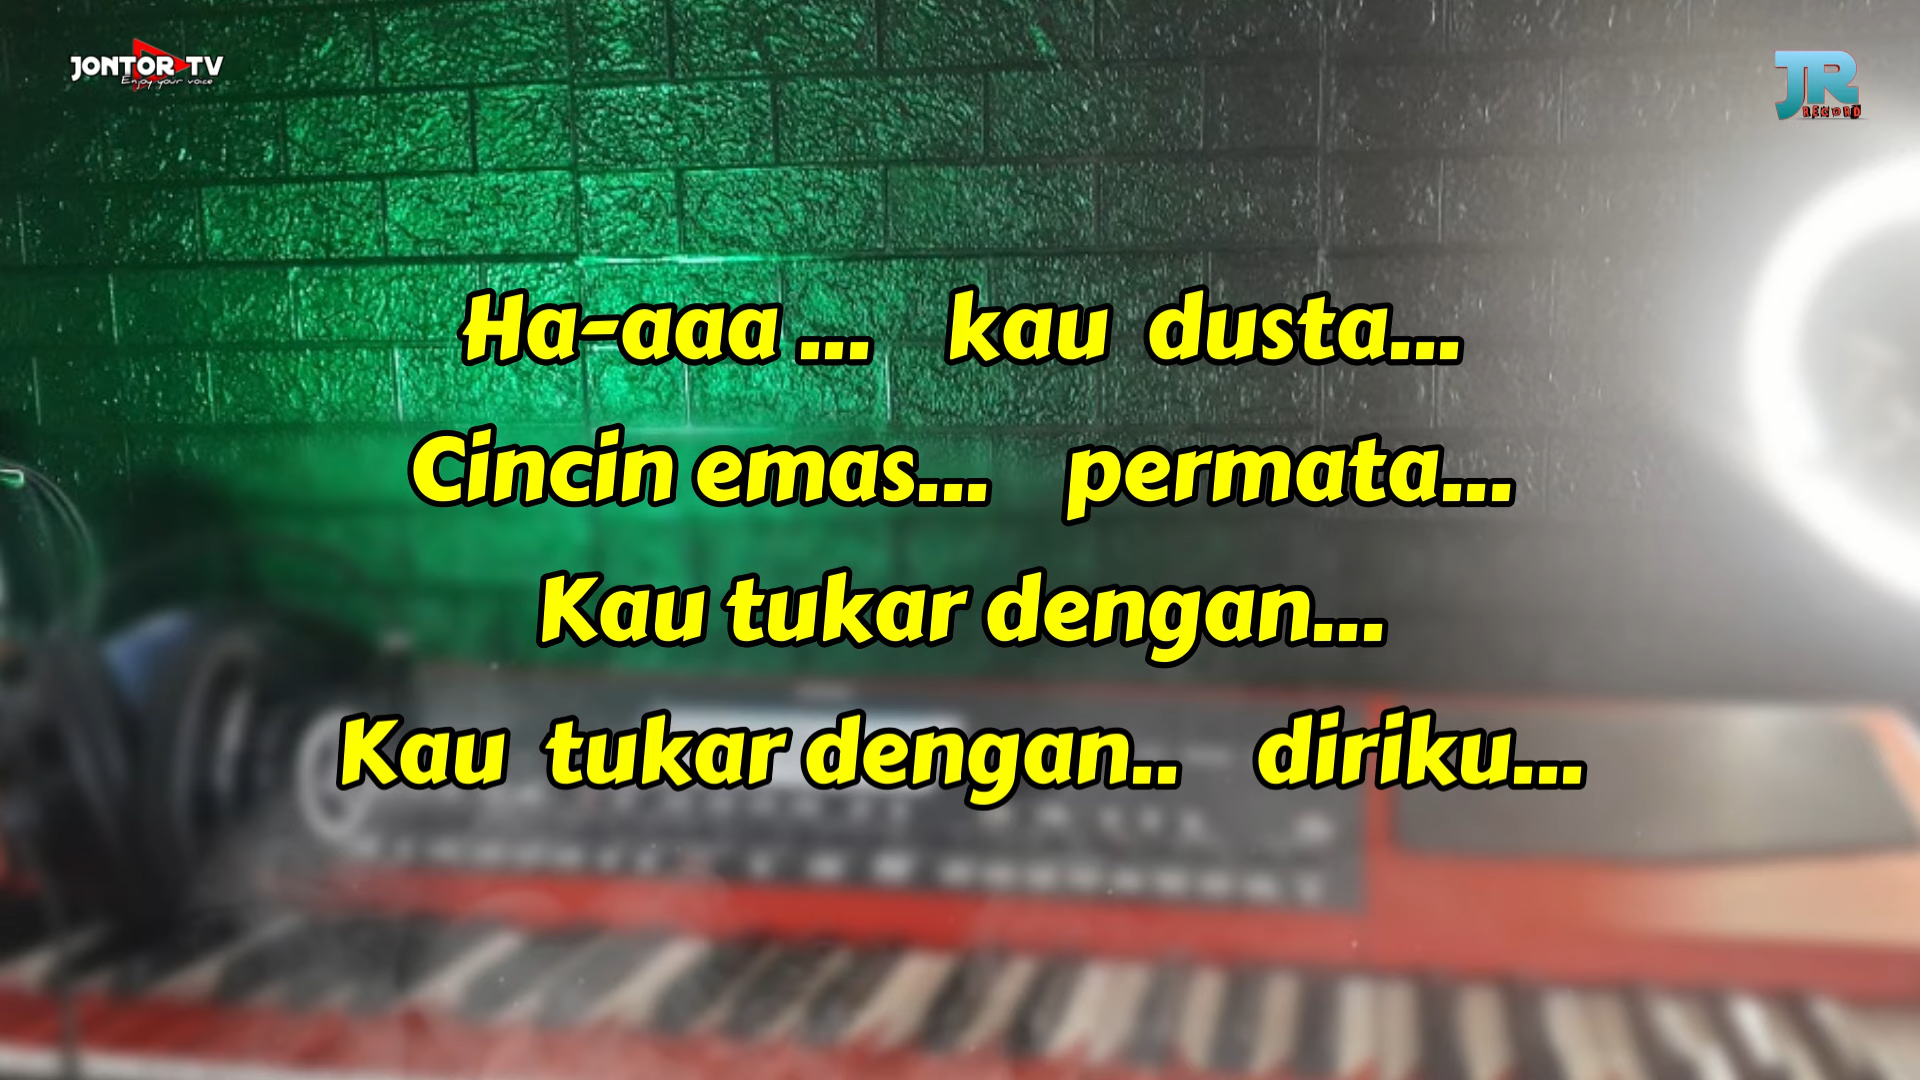 JONTOR TV
Enjoy your voice
JR
RECORD
Ha-aaa ... kau dusta...
Cincin emas... permata...
Kau tukar dengan...
Kau tukar dengan.. diriku...